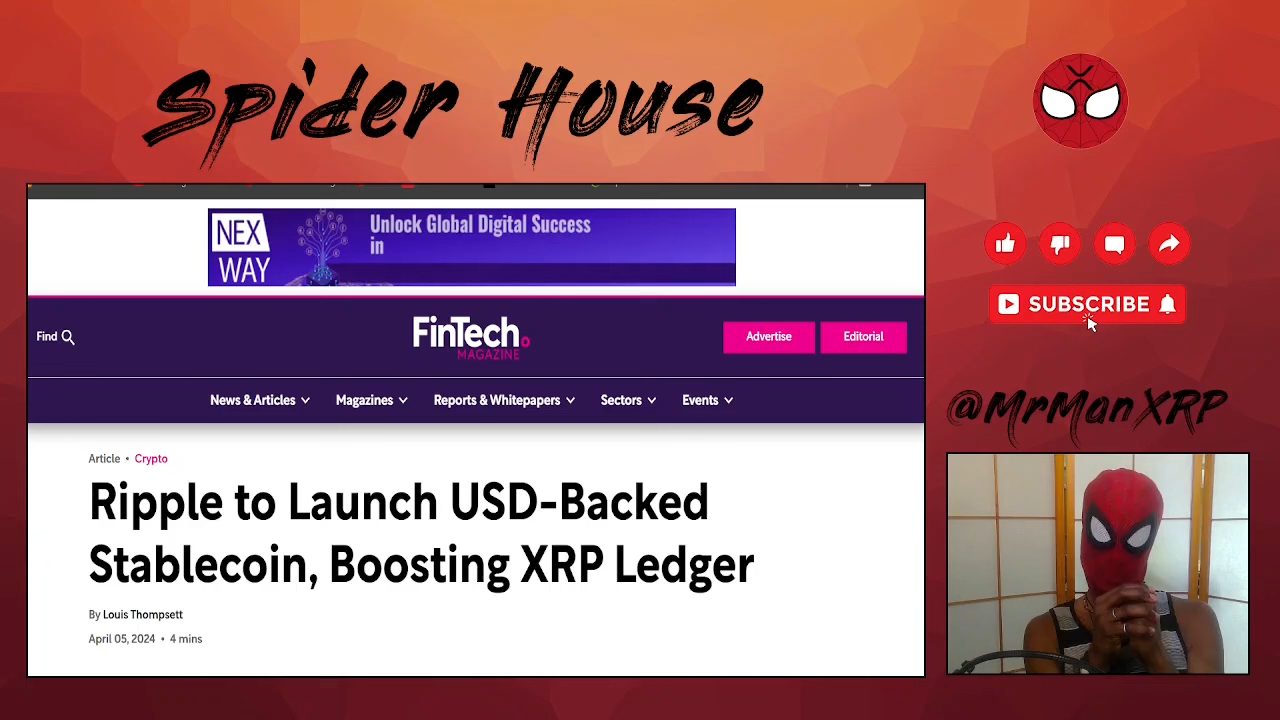 Spider House
NEX
WAY
Unlock Global Digital Success
in
Find
FinTech
MAGAZINE
Advertise
Editorial
News & Articles
Magazines
Reports & Whitepapers
Sectors
Events
Article • Crypto
Ripple to Launch USD-Backed
Stablecoin, Boosting XRP Ledger
By Louis Thompsett
April 05, 2024 • 4 mins
SUBSCRIBE
@MrManXRP